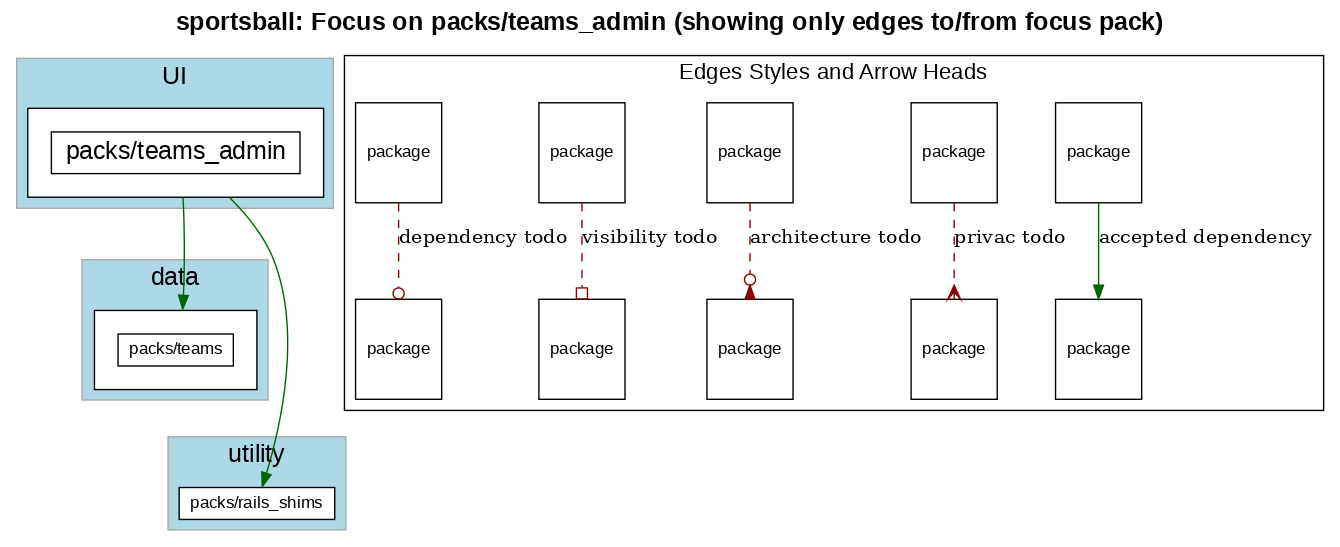 sportsball: Focus on packs/teams_admin (showing only edges to/from focus pack)
UI
packs/teams_admin
data
packs/teams
utility
packs/rails_shims
Edges Styles and Arrow Heads
package
package
package
package
package
dependency todo
visibility todo
architecture todo
privac todo
accepted dependency
package
package
package
package
package